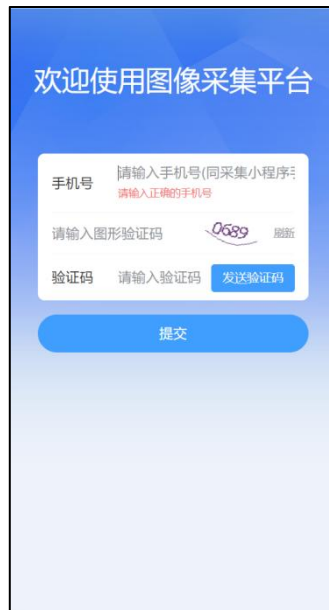 欢迎使用图像采集平台
手机号 请输入手机号(同采集小程序手
请输入正确的手机号
请输入图形验证码 0689 刷新
验证码 请输入验证码 发送验证码
提交